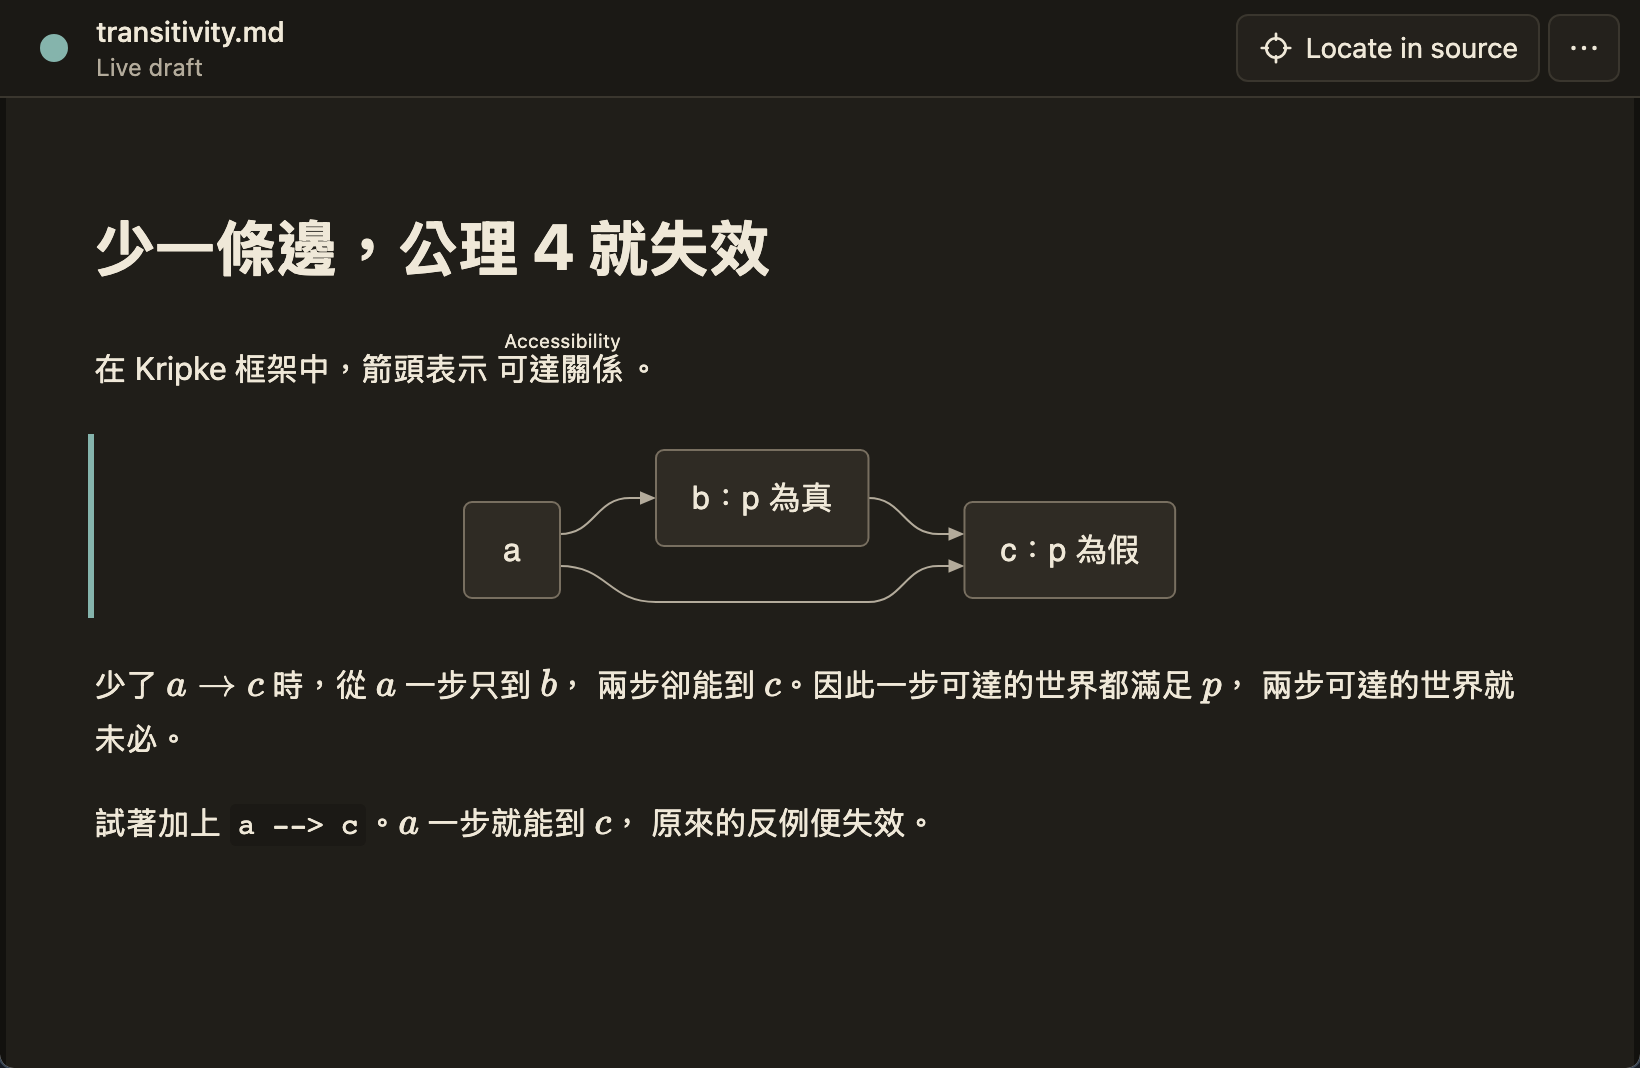 transitivity.md
Live draft
Locate in source
少一條邊，公理 4 就失效
Accessibility
在 Kripke 框架中，箭頭表示 可達關係。
b：p 為真
a
c：p 為假
少了 a → c 時，從 a 一步只到 b， 兩步卻能到 c。因此一步可達的世界都滿足 p， 兩步可達的世界就
未必。
試著加上 a --> c 。a 一步就能到 c， 原來的反例便失效。